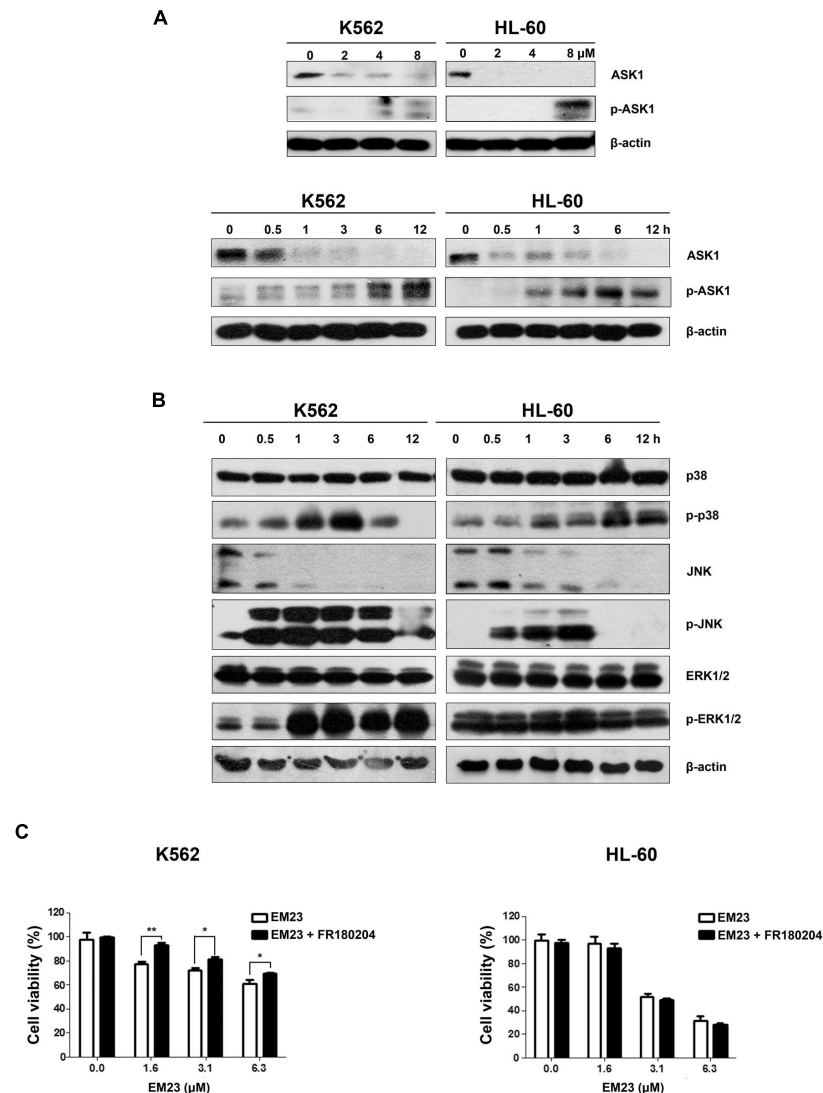 A
K562 HL-60
0 2 4 8 0 2 4 8 µM
ASK1
p-ASK1
β-actin
K562 HL-60
0 0.5 1 3 6 12 0 0.5 1 3 6 12 h
ASK1
p-ASK1
β-actin
B
K562 HL-60
0 0.5 1 3 6 12 0 0.5 1 3 6 12 h
p38
p-p38
JNK
p-JNK
ERK1/2
p-ERK1/2
β-actin
C
K562
Cell viability (%)
120
100
80
60
40
20
0
** * *
EM23
EM23 + FR180204
0.0 1.6 3.1 6.3
EM23 (µM)
HL-60
Cell viability (%)
120
100
80
60
40
20
0
EM23
EM23 + FR180204
0.0 1.6 3.1 6.3
EM23 (µM)